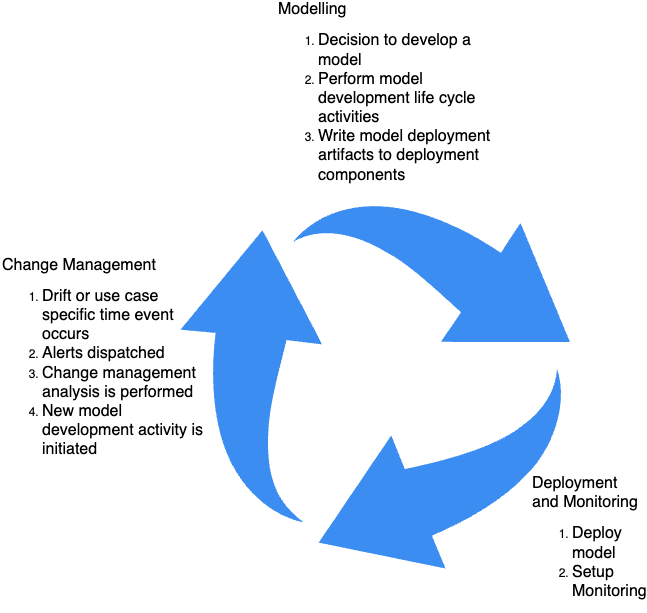 Modelling
1. Decision to develop a
model
2. Perform model
development life cycle
activities
3. Write model deployment
artifacts to deployment
components
Change Management
1. Drift or use case
specific time event
occurs
2. Alerts dispatched
3. Change management
analysis is performed
4. New model
development activity is
initiated
Deployment
and Monitoring
1. Deploy
model
2. Setup
Monitoring